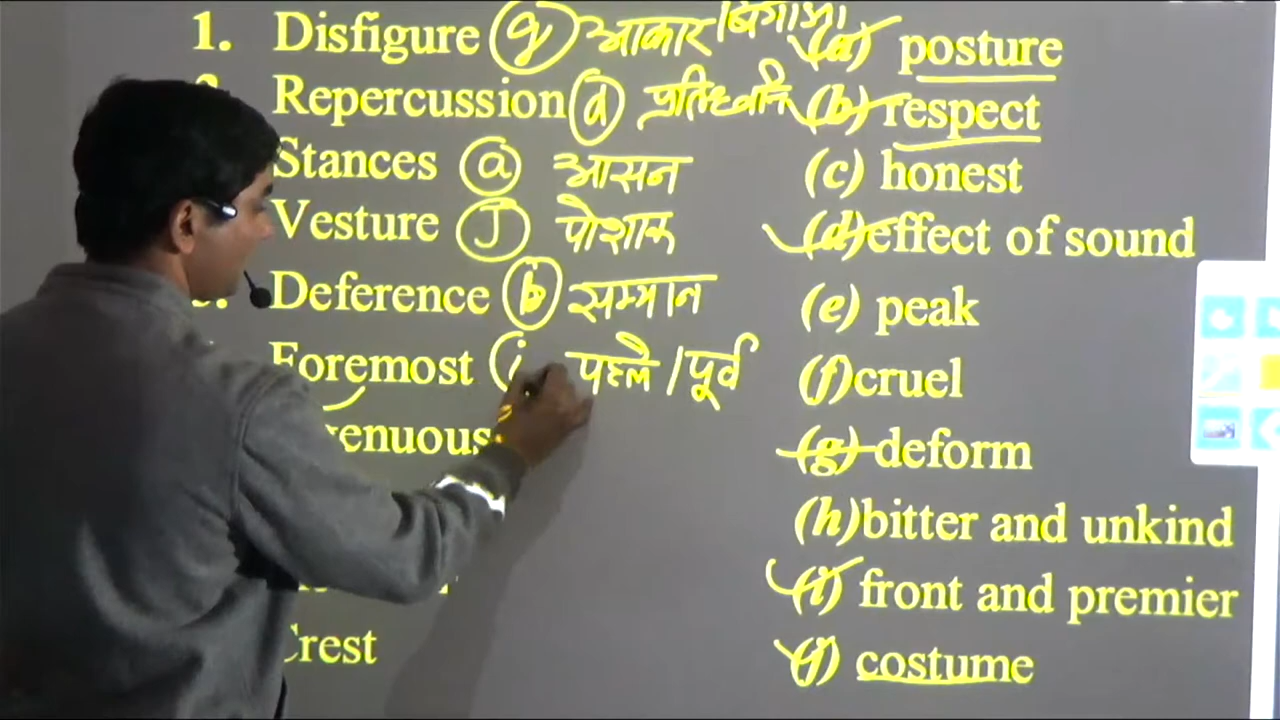 1. Disfigure (g) आकार बिगाड़ना (a) posture
Repercussion (d) प्रतिध्वनि (b) respect
Stances (a) आसन (c) honest
Vesture (J) पोशाक (d) effect of sound
Deference (b) सम्मान (e) peak
Foremost (i पहले / पूर्व (f) cruel
genuous (g) deform
(h) bitter and unkind
(i) front and premier
Crest (j) costume